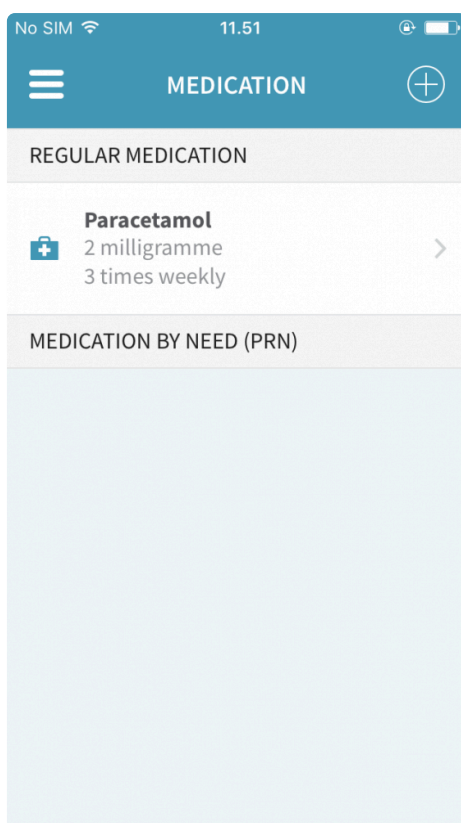 No SIM 11.51
MEDICATION
REGULAR MEDICATION
Paracetamol
2 milligramme
3 times weekly
MEDICATION BY NEED (PRN)